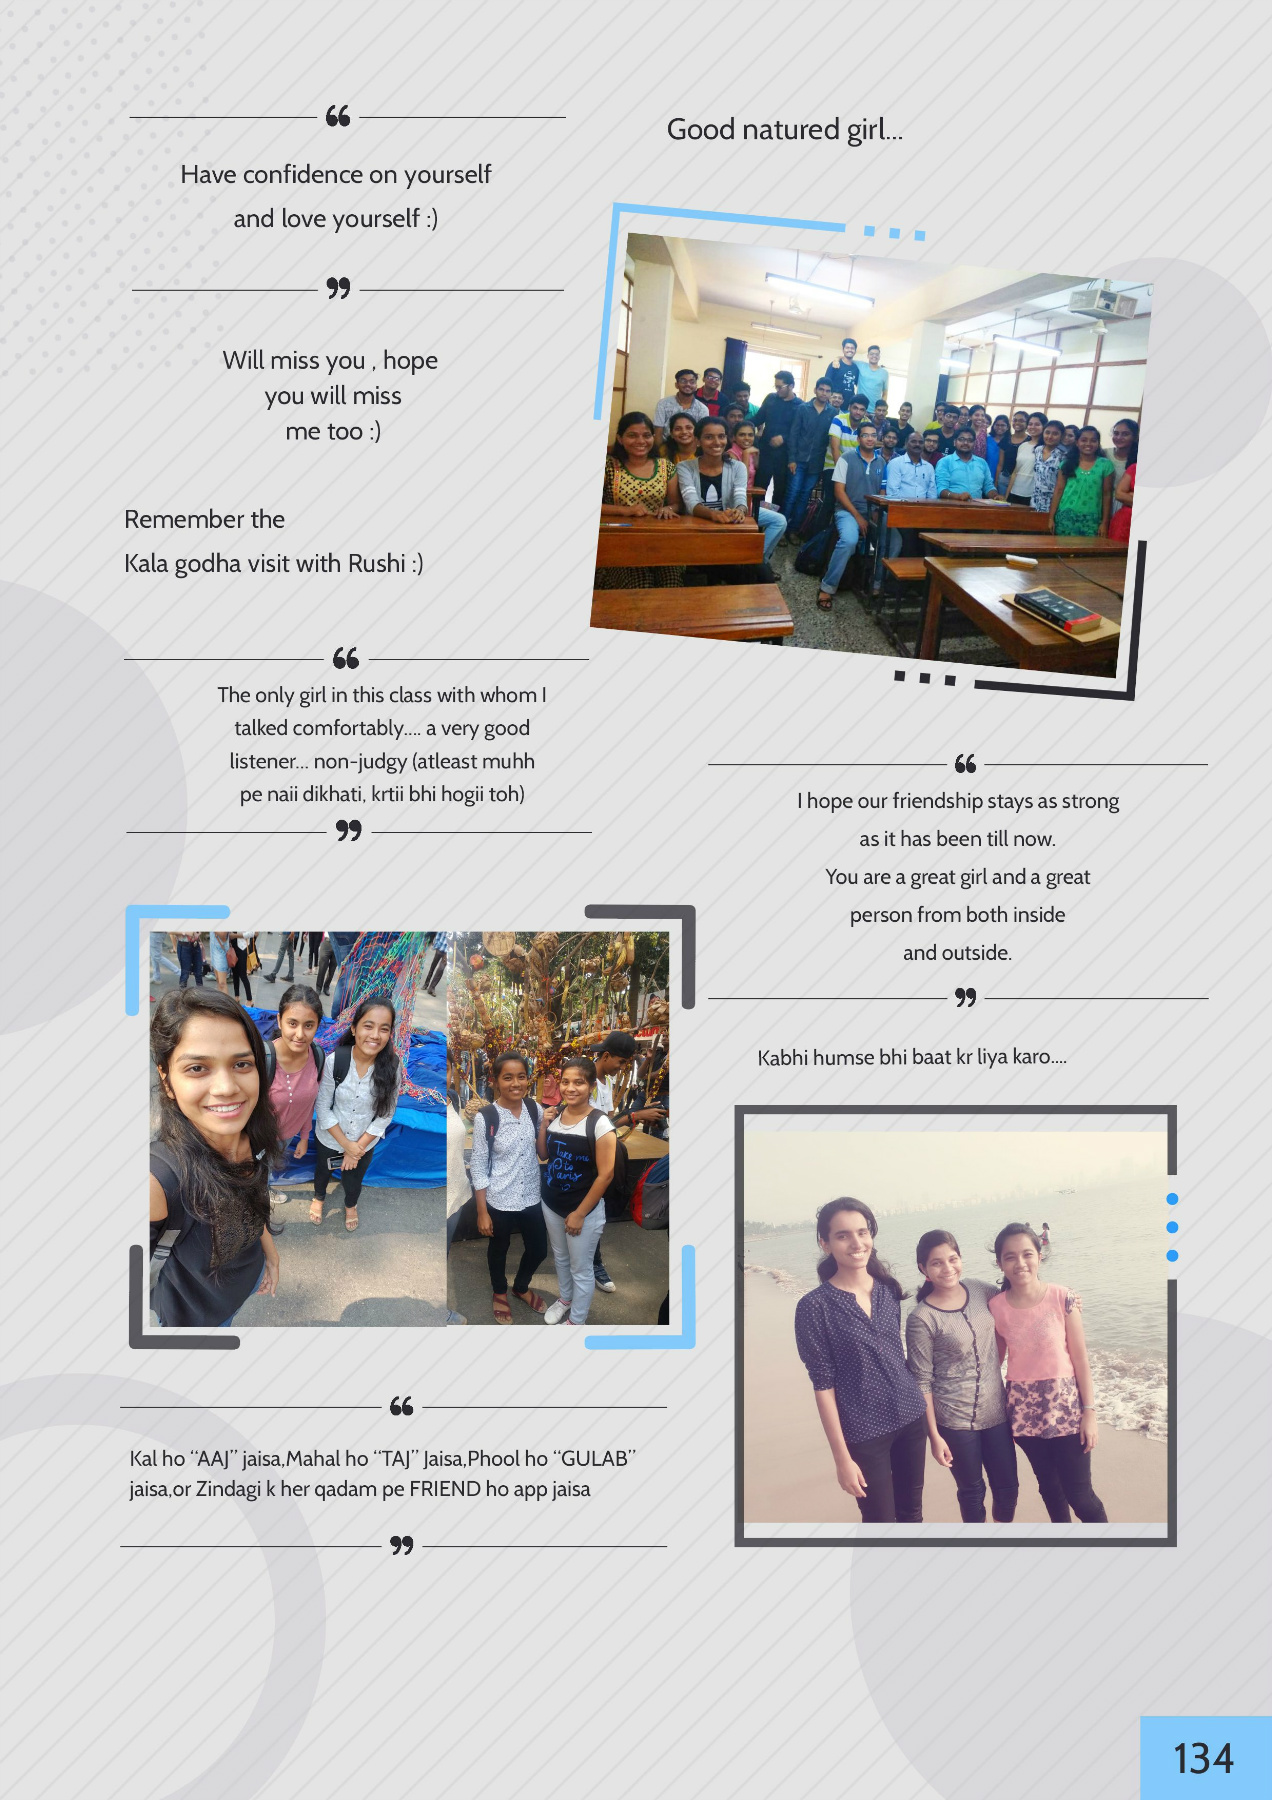 Have confidence on yourself
and love yourself :)
Good natured girl...
Will miss you , hope
you will miss
me too :)
Remember the
Kala godha visit with Rushi :)
The only girl in this class with whom I
talked comfortably.... a very good
listener... non-judgy (atleast muhh
pe naii dikhati, krtii bhi hogii toh)
I hope our friendship stays as strong
as it has been till now.
You are a great girl and a great
person from both inside
and outside.
Kabhi humse bhi baat kr liya karo....
Take me
to
Paris
Kal ho “AAJ” jaisa,Mahal ho “TAJ” Jaisa,Phool ho “GULAB”
jaisa,or Zindagi k her qadam pe FRIEND ho app jaisa
134